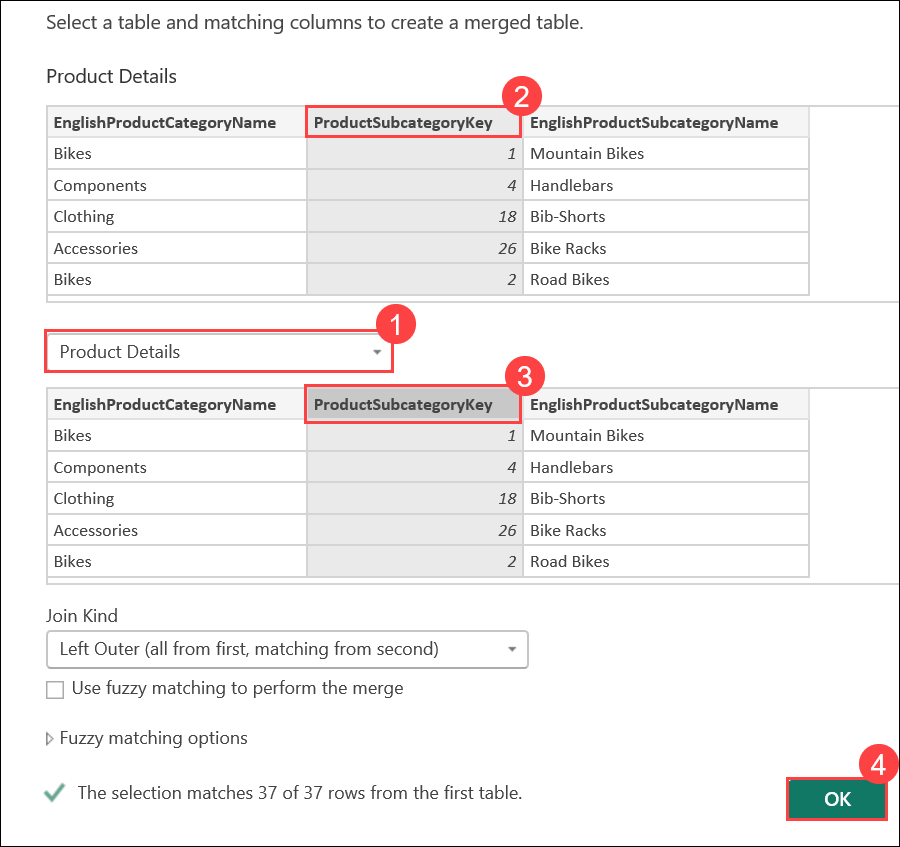 Select a table and matching columns to create a merged table.
Product Details
2
EnglishProductCategoryName ProductSubcategoryKey EnglishProductSubcategoryName
Bikes 1 Mountain Bikes
Components 4 Handlebars
Clothing 18 Bib-Shorts
Accessories 26 Bike Racks
Bikes 2 Road Bikes
1
Product Details
3
EnglishProductCategoryName ProductSubcategoryKey EnglishProductSubcategoryName
Bikes 1 Mountain Bikes
Components 4 Handlebars
Clothing 18 Bib-Shorts
Accessories 26 Bike Racks
Bikes 2 Road Bikes
Join Kind
Left Outer (all from first, matching from second)
Use fuzzy matching to perform the merge
Fuzzy matching options
4
The selection matches 37 of 37 rows from the first table.
OK